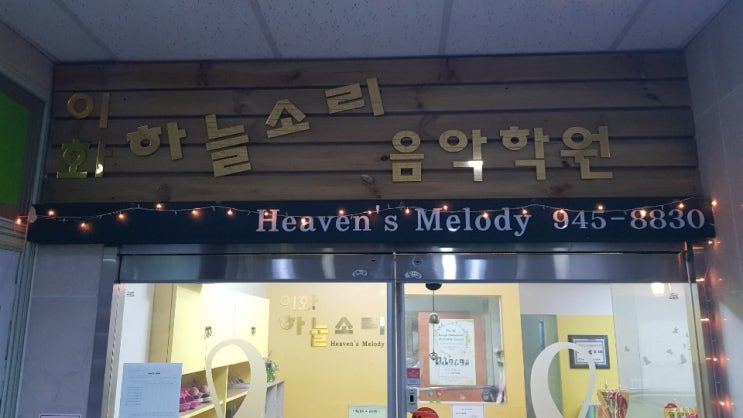 이화 하늘소리 음악학원
Heaven's Melody 945-8830
이화
하늘소리
Heaven's Melody